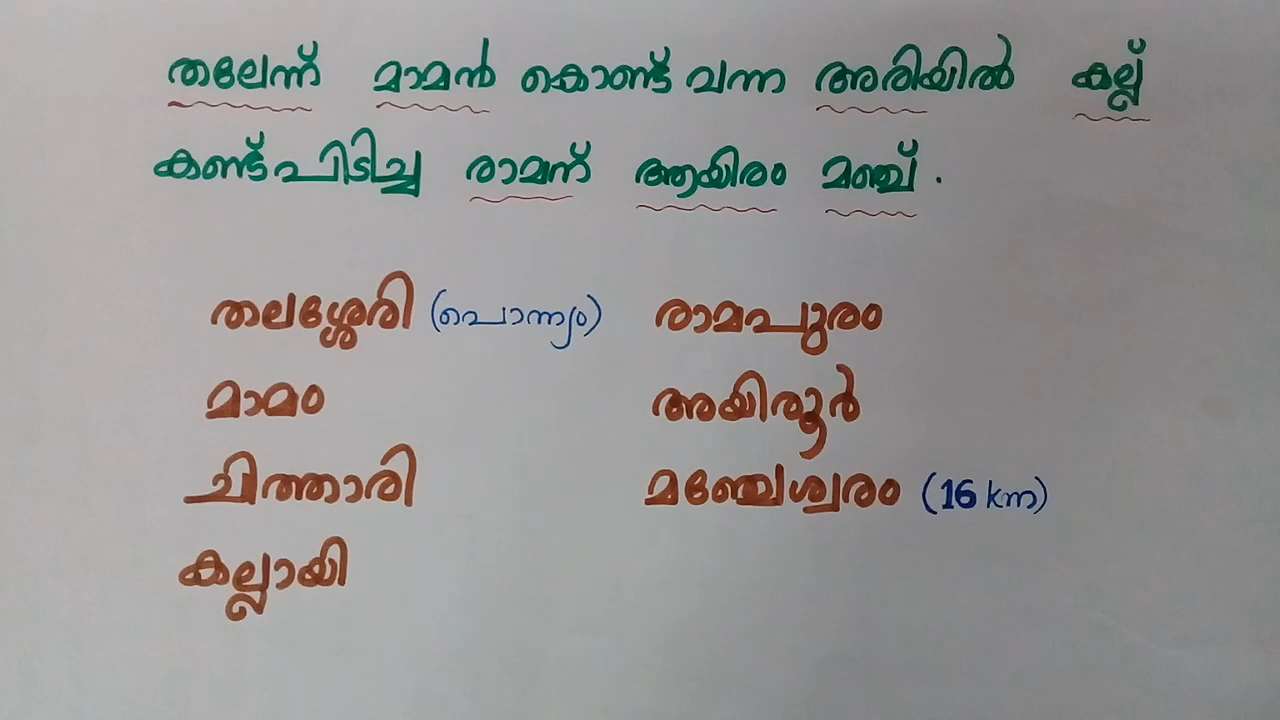 തലേന്ന് മാമൻ കൊണ്ട് വന്ന അരിയിൽ കല്ല്
കണ്ട്പിടിച്ച രാമന് ആയിരം മഞ്ച് .
തലശ്ശേരി (പൊന്ന്യം) രാമപുരം
മാമം അയിരൂർ
ചിത്താരി മഞ്ചേശ്വരം (16 km)
കല്ലായി